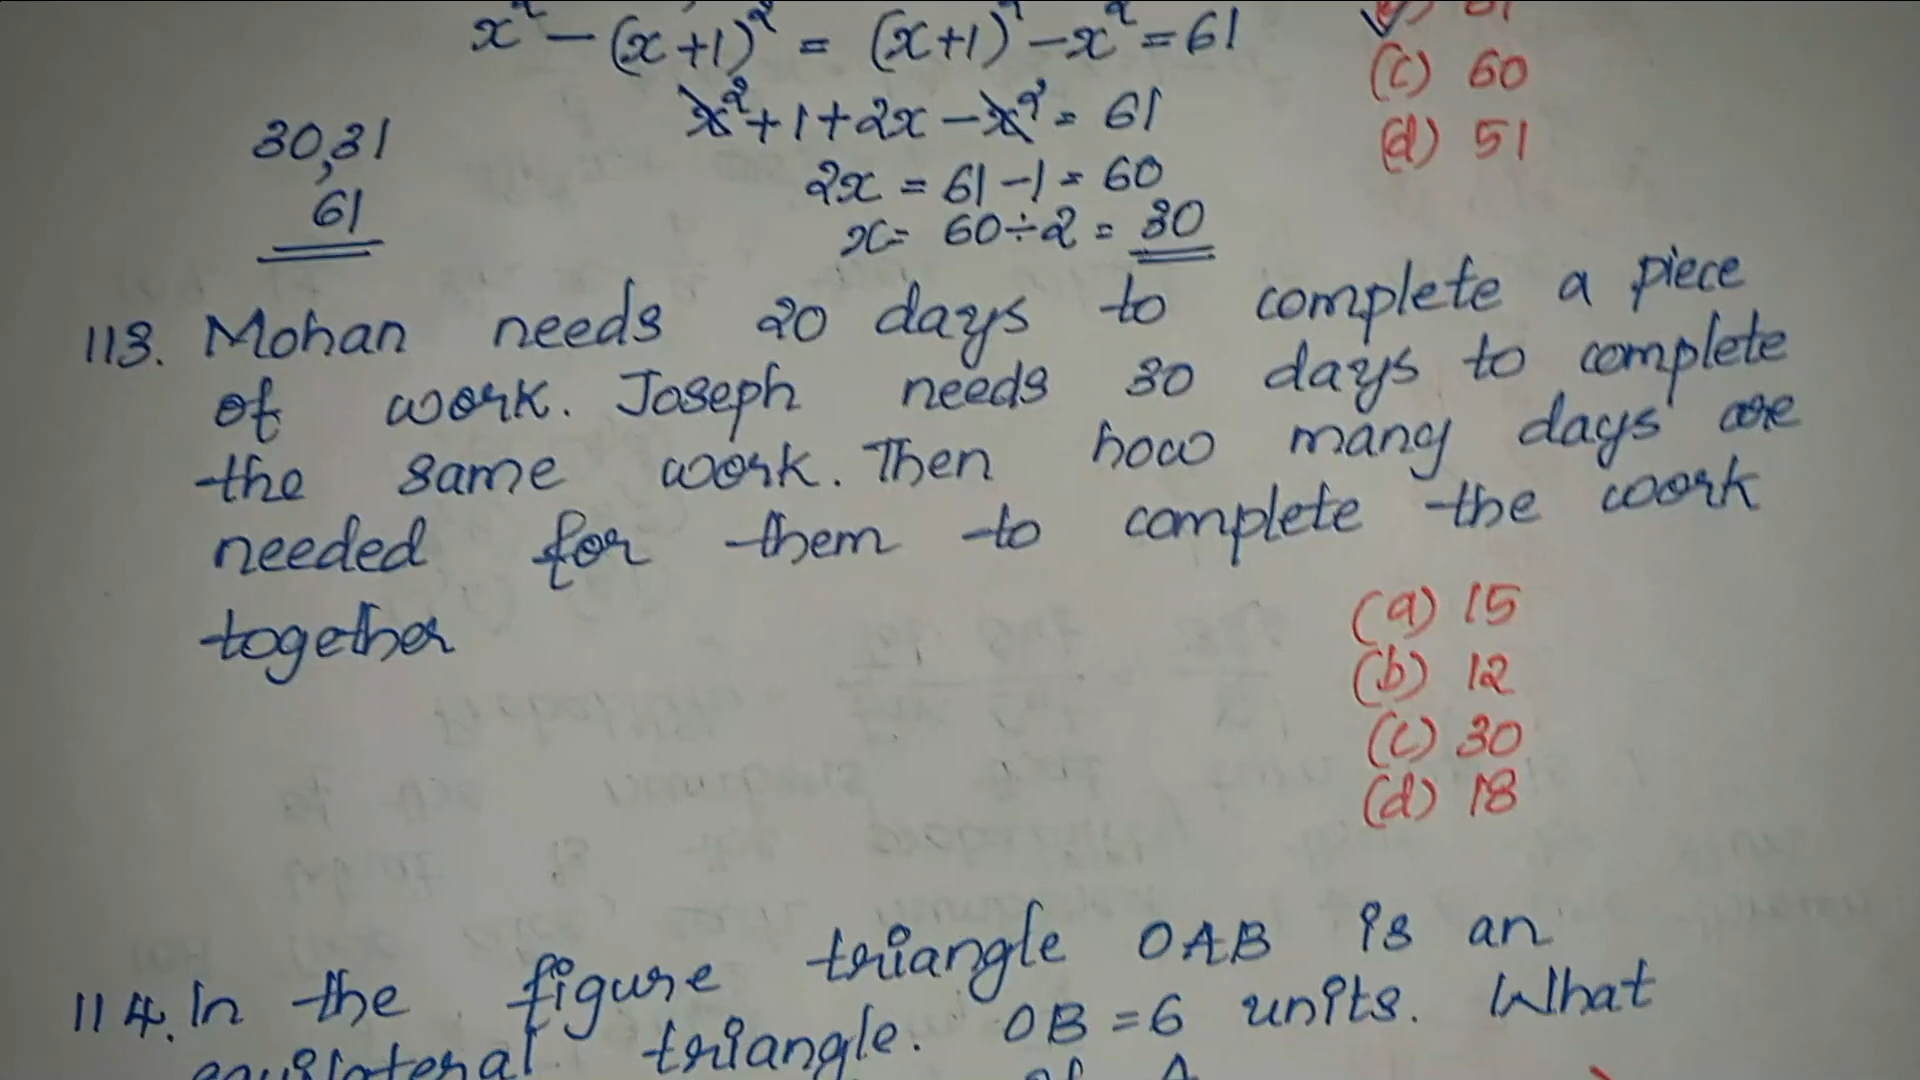 x² - (x+1)² = (x+1)² - x² = 61
(c) 60
x² + 1 + 2x - x² = 61
30, 31
(d) 51
2x = 61 - 1 = 60
61
x = 60 ÷ 2 = 30
113. Mohan needs 20 days to complete a piece
of work. Joseph needs 30 days to complete
the same work. Then how many days are
needed for them to complete the work
together
(a) 15
(b) 12
(c) 30
(d) 18
114. In the figure triangle OAB is an
equilateral triangle. OB = 6 units. What